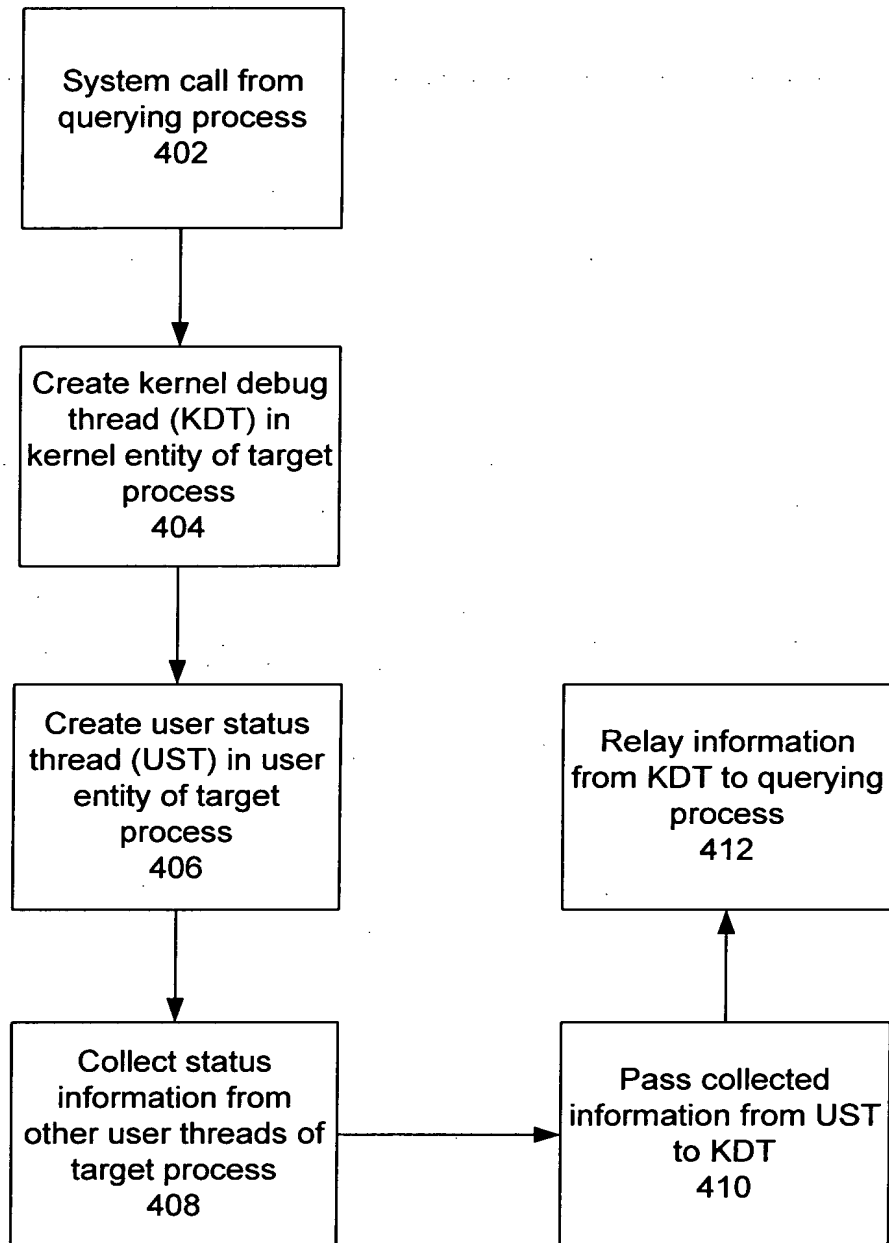 System call from
querying process
402
Create kernel debug
thread (KDT) in
kernel entity of target
process
404
Create user status
thread (UST) in user
entity of target
process
406
Collect status
information from
other user threads of
target process
408
Pass collected
information from UST
to KDT
410
Relay information
from KDT to querying
process
412